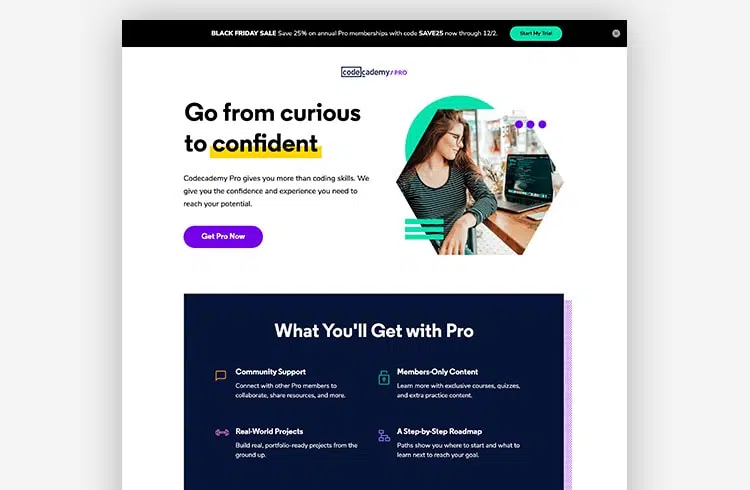 BLACK FRIDAY SALE Save 25% on annual Pro memberships with code SAVE25 now through 12/2.
Start My Trial
codecademy/PRO
Go from curious
to confident
Codecademy Pro gives you more than coding skills. We
give you the confidence and experience you need to
reach your potential.
Get Pro Now
What You'll Get with Pro
Community Support
Connect with other Pro members to
collaborate, share resources, and more.
Members-Only Content
Learn more with exclusive courses, quizzes,
and extra practice content.
Real-World Projects
Build real, portfolio-ready projects from the
ground up.
A Step-by-Step Roadmap
Paths show you where to start and what to
learn next to reach your goal.